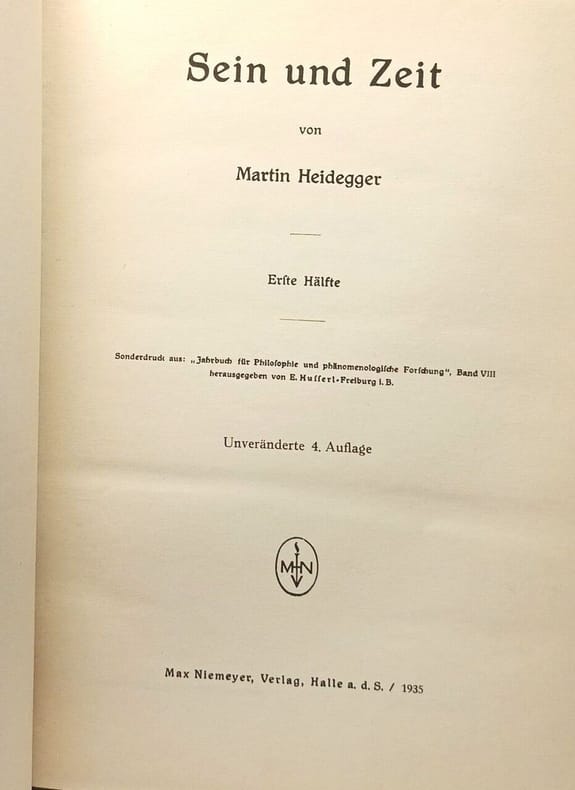 Sein und Zeit
von
Martin Heidegger
Erſte Hälfte
Sonderdruck aus: „Jahrbuch für Philoſophie und phänomenologiſche Forſchung“, Band VIII
herausgegeben von E. Huſſerl-Freiburg i. B.
Unveränderte 4. Auflage
M N
Max Niemeyer, Verlag, Halle a. d. S. / 1935